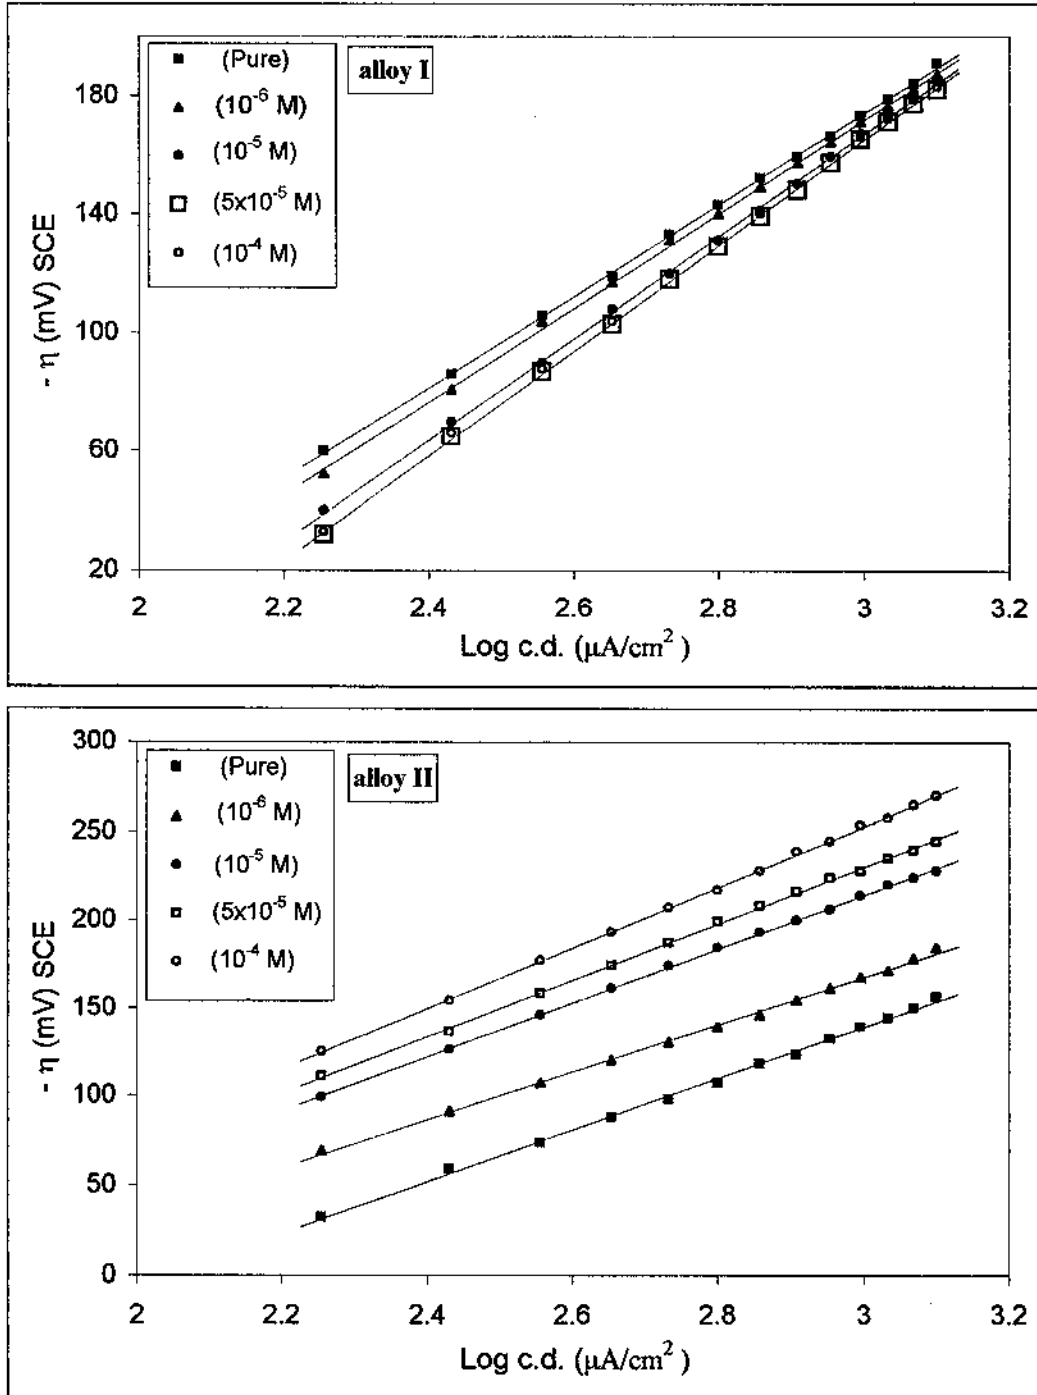 (Pure)
(10⁻⁶ M)
(10⁻⁵ M)
(5x10⁻⁵ M)
(10⁻⁴ M)
alloy I
- η (mV) SCE
180
140
100
60
20
2 2.2 2.4 2.6 2.8 3 3.2
Log c.d. (μA/cm²)
(Pure)
(10⁻⁶ M)
(10⁻⁵ M)
(5x10⁻⁵ M)
(10⁻⁴ M)
alloy II
- η (mV) SCE
300
250
200
150
100
50
0
2 2.2 2.4 2.6 2.8 3 3.2
Log c.d. (μA/cm²)